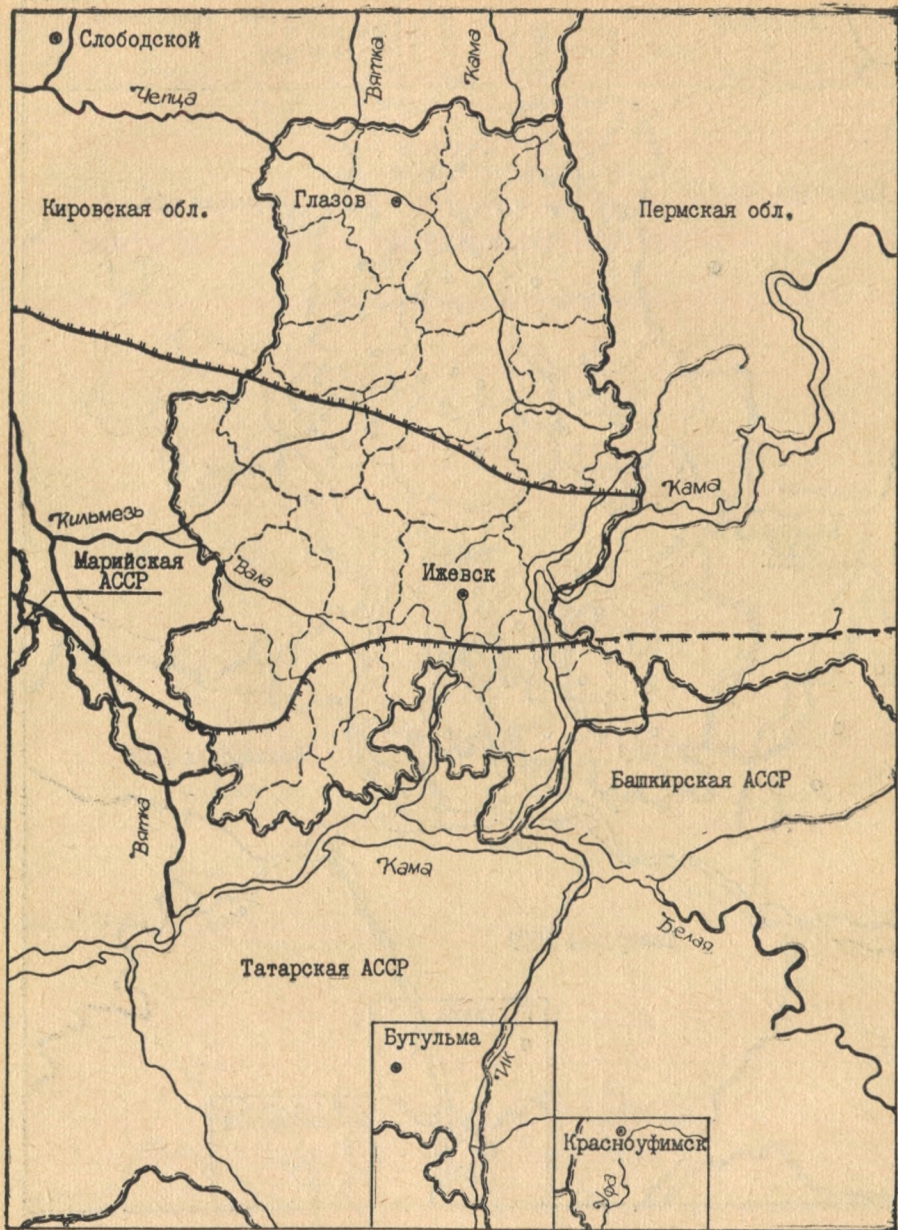 Слободской
Вятка
Кама
Чепца
Глазов
Кировская обл.
Пермская обл.
Кама
Кильмезь
Марийская
АССР
Вала
Ижевск
Башкирская АССР
Вятка
Кама
Белая
Татарская АССР
Бугульма
Ик
Красноуфимск
Уфа